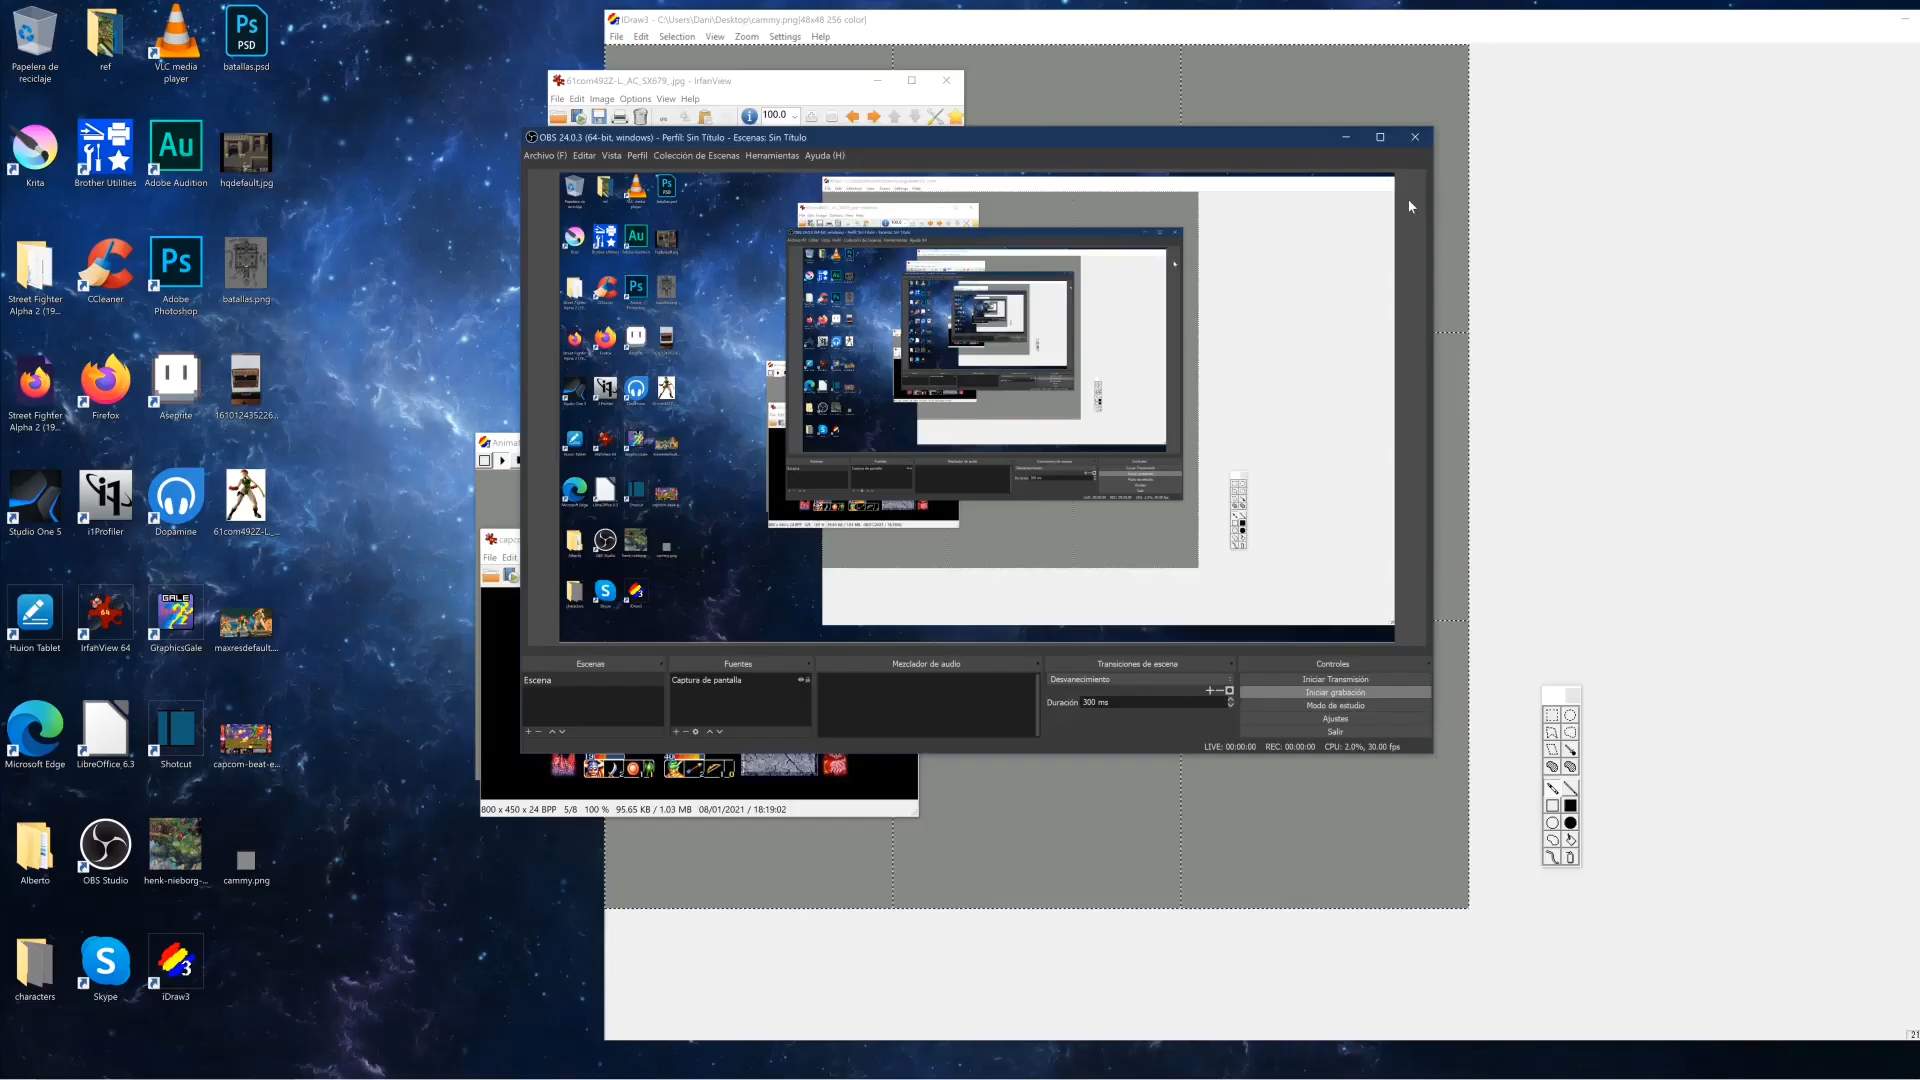 Papelera de
reciclaje
ref
VLC media
player
batallas.psd
Krita
Brother Utilities
Adobe Audition
hqdefault.jpg
Street Fighter
Alpha 2 (19...
CCleaner
Adobe
Photoshop
batallas.png
Street Fighter
Alpha 2 (19...
Firefox
Aseprite
161012435226...
Studio One 5
i1Profiler
Dopamine
61com492Z-L_...
Huion Tablet
IrfanView 64
GraphicsGale
maxresdefault....
Microsoft Edge
LibreOffice 6.3
Shotcut
capcom-beat-e...
Alberto
OBS Studio
henk-nieborg-...
cammy.png
characters
Skype
iDraw3
iDraw3 - C:\Users\Dani\Desktop\cammy.png[48x48 256 color]
File Edit Selection View Zoom Settings Help
61com492Z-L_AC_SX679_.jpg - IrfanView
File Edit Image Options View Help
100.0
OBS 24.0.3 (64-bit, windows) - Perfil: Sin Título - Escenas: Sin Título
Archivo (F) Editar Vista Perfil Colección de Escenas Herramientas Ayuda (H)
Animat
capco
File Edit
Escenas
Escena
Fuentes
Captura de pantalla
Mezclador de audio
Transiciones de escena
Desvanecimiento
Duración 300 ms
Controles
Iniciar Transmisión
Iniciar grabación
Modo de estudio
Ajustes
Salir
LIVE: 00:00:00 REC: 00:00:00 CPU: 2.0%, 30.00 fps
800 x 450 x 24 BPP 5/8 100 % 95.65 KB / 1.03 MB 08/01/2021 / 18:19:02
21